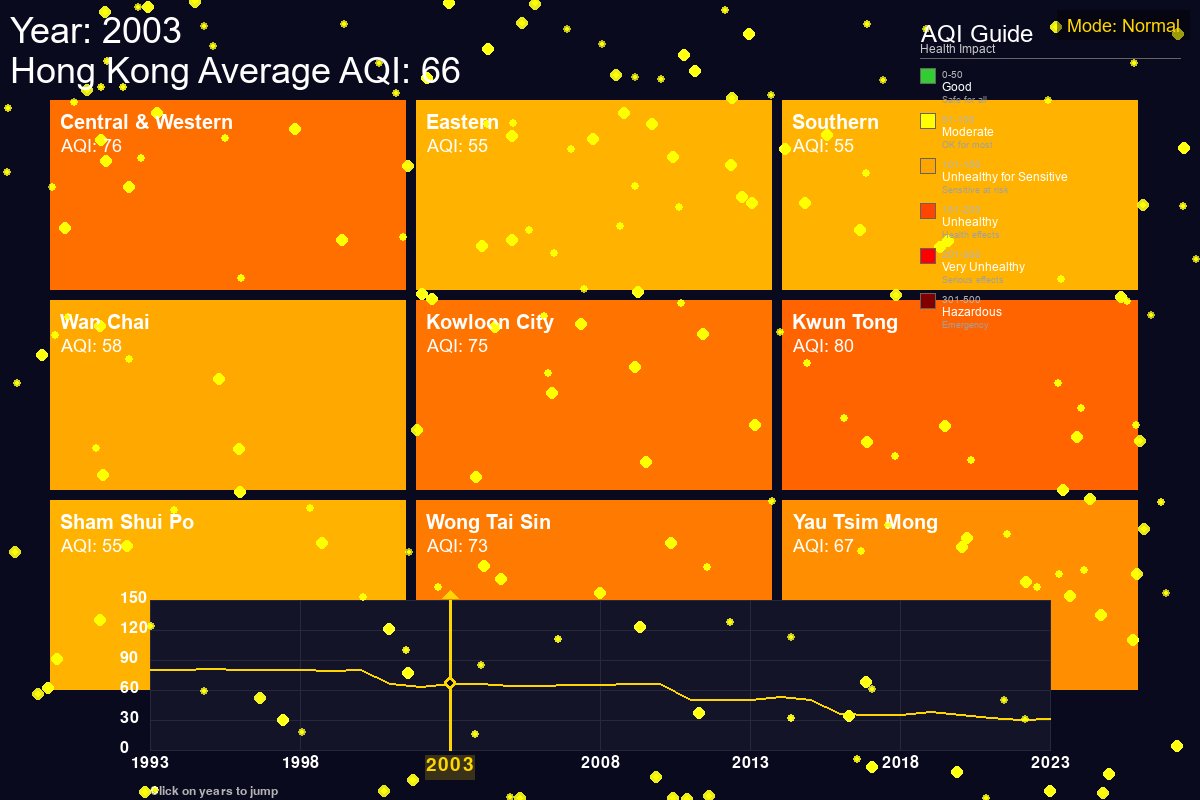 Year: 2003
Hong Kong Average AQI: 66
Mode: Normal
AQI Guide
Health Impact
0-50
Good
Safe for all
Moderate
OK for most
Unhealthy for Sensitive
Sensitive at risk
Unhealthy
Health effects
Very Unhealthy
Serious effects
301-500
Hazardous
Emergency
Central & Western
AQI: 76
Eastern
AQI: 55
Southern
AQI: 55
Wan Chai
AQI: 58
Kowloon City
AQI: 75
Kwun Tong
AQI: 80
Sham Shui Po
AQI: 55
Wong Tai Sin
AQI: 73
Yau Tsim Mong
AQI: 67
150
120
90
60
30
0
1993
1998
2003
2008
2013
2018
2023
Click on years to jump